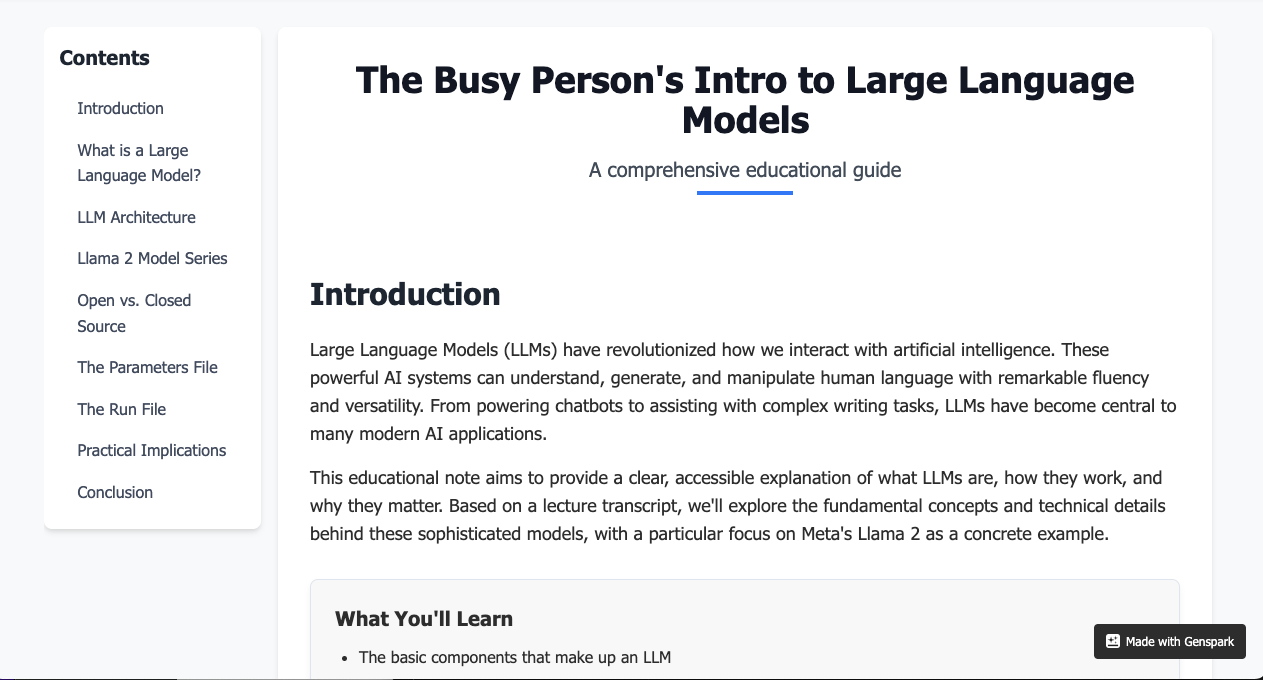 Contents
Introduction
What is a Large
Language Model?
LLM Architecture
Llama 2 Model Series
Open vs. Closed
Source
The Parameters File
The Run File
Practical Implications
Conclusion
The Busy Person's Intro to Large Language
Models
A comprehensive educational guide
Introduction
Large Language Models (LLMs) have revolutionized how we interact with artificial intelligence. These
powerful AI systems can understand, generate, and manipulate human language with remarkable fluency
and versatility. From powering chatbots to assisting with complex writing tasks, LLMs have become central to
many modern AI applications.
This educational note aims to provide a clear, accessible explanation of what LLMs are, how they work, and
why they matter. Based on a lecture transcript, we'll explore the fundamental concepts and technical details
behind these sophisticated models, with a particular focus on Meta's Llama 2 as a concrete example.
What You'll Learn
• The basic components that make up an LLM
Made with Genspark